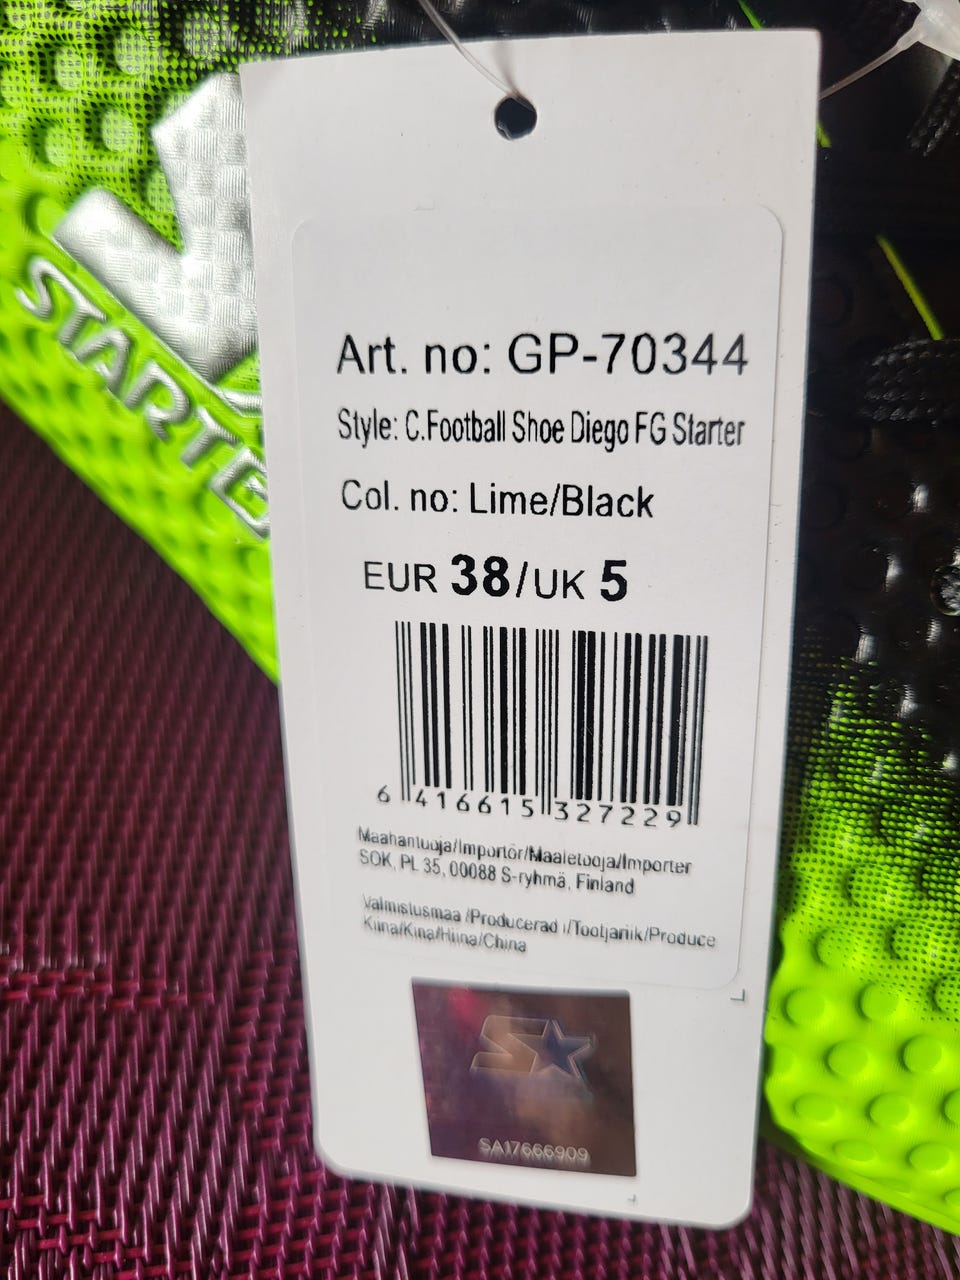 STARTE
Art. no: GP-70344
Style: C.Football Shoe Diego FG Starter
Col. no: Lime/Black
EUR 38/UK 5
6 416615 327229
Maahantuoja/Importör/Maaletooja/Importer
SOK, PL 35, 00088 S-ryhmä, Finland
Valmistusmaa /Producerad i/Tootjariik/Produce
Kiina/Kina/Hiina/China
S
SA17666909